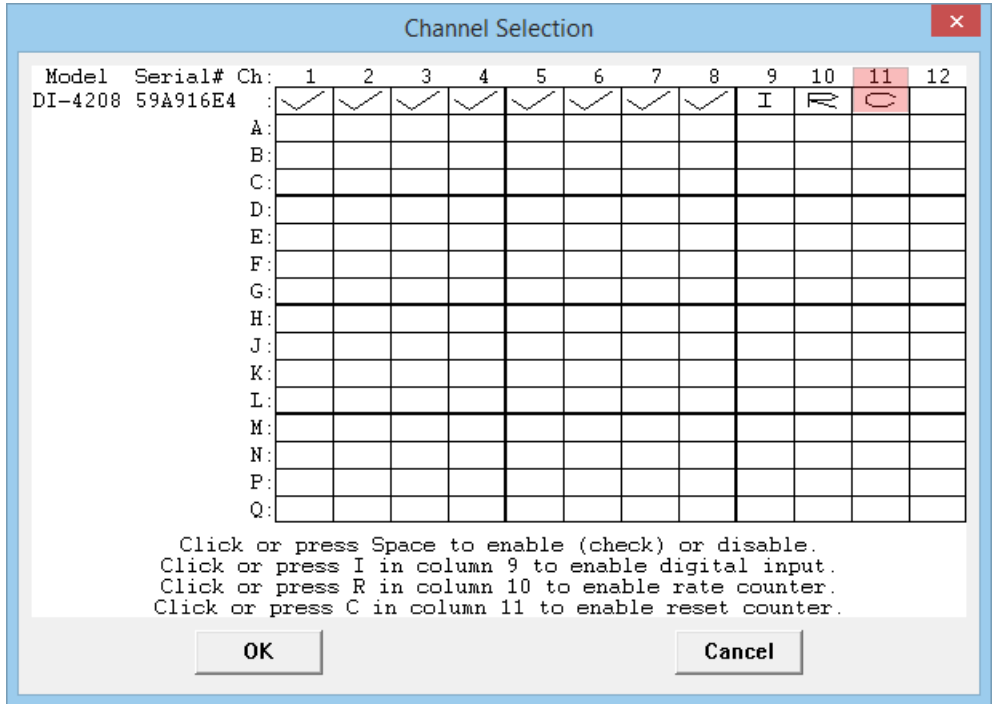 Channel Selection
×
Model Serial# Ch: 1 2 3 4 5 6 7 8 9 10 11 12
DI-4208 59A916E4 : I R C
A:
B:
C:
D:
E:
F:
G:
H:
J:
K:
L:
M:
N:
P:
Q:
Click or press Space to enable (check) or disable.
Click or press I in column 9 to enable digital input.
Click or press R in column 10 to enable rate counter.
Click or press C in column 11 to enable reset counter.
OK Cancel